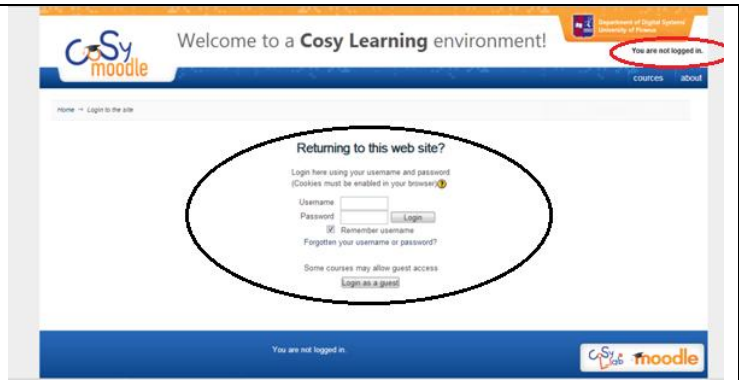 CoSy
moodle
Welcome to a Cosy Learning environment!
Department of Digital Systems
University of Piraeus
You are not logged in.
cources about
Home → Login to the site
Returning to this web site?
Login here using your username and password
(Cookies must be enabled in your browser)?
Username
Password Login
Remember username
Forgotten your username or password?
Some courses may allow guest access
Login as a guest
You are not logged in.
CoSy Lab moodle